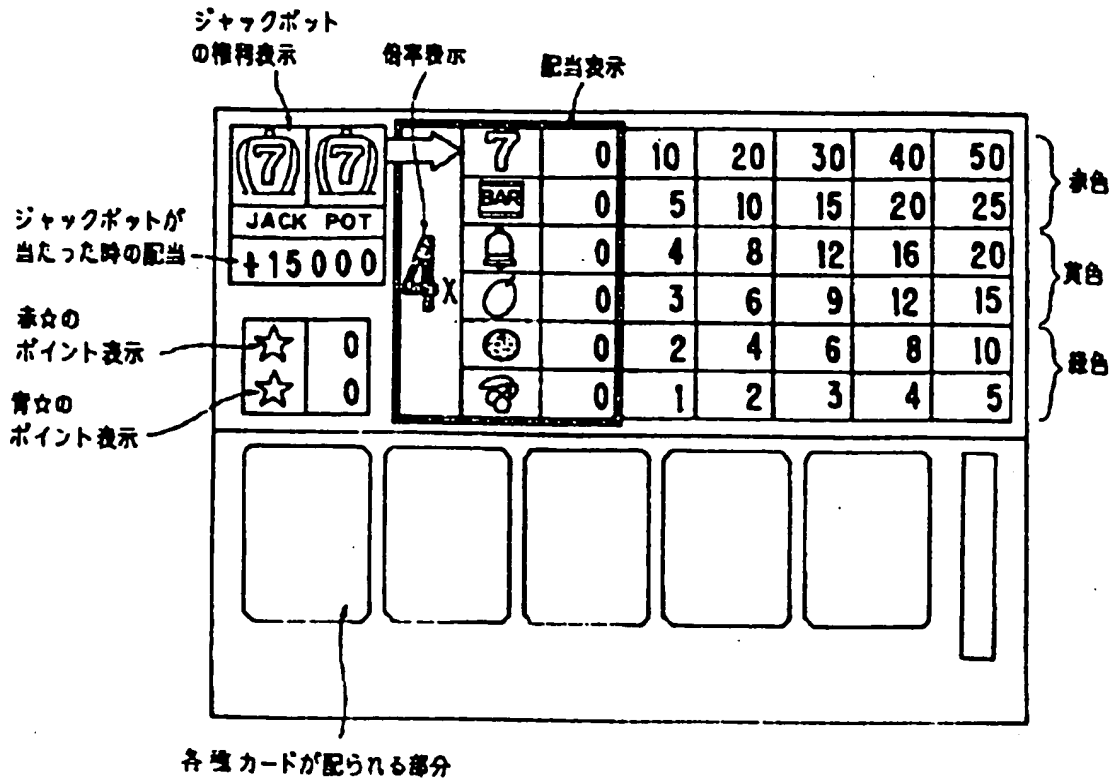 ジャックポット
の権利表示
倍率表示
配当表示
7 7
JACK POT
+15000
ジャックポットが
当たった時の配当
赤☆の
ポイント表示
青☆の
ポイント表示
☆ 0
☆ 0
X
7 0 10 20 30 40 50
BAR 0 5 10 15 20 25
0 4 8 12 16 20
0 3 6 9 12 15
0 2 4 6 8 10
0 1 2 3 4 5
赤色
黄色
緑色
各種カードが配られる部分